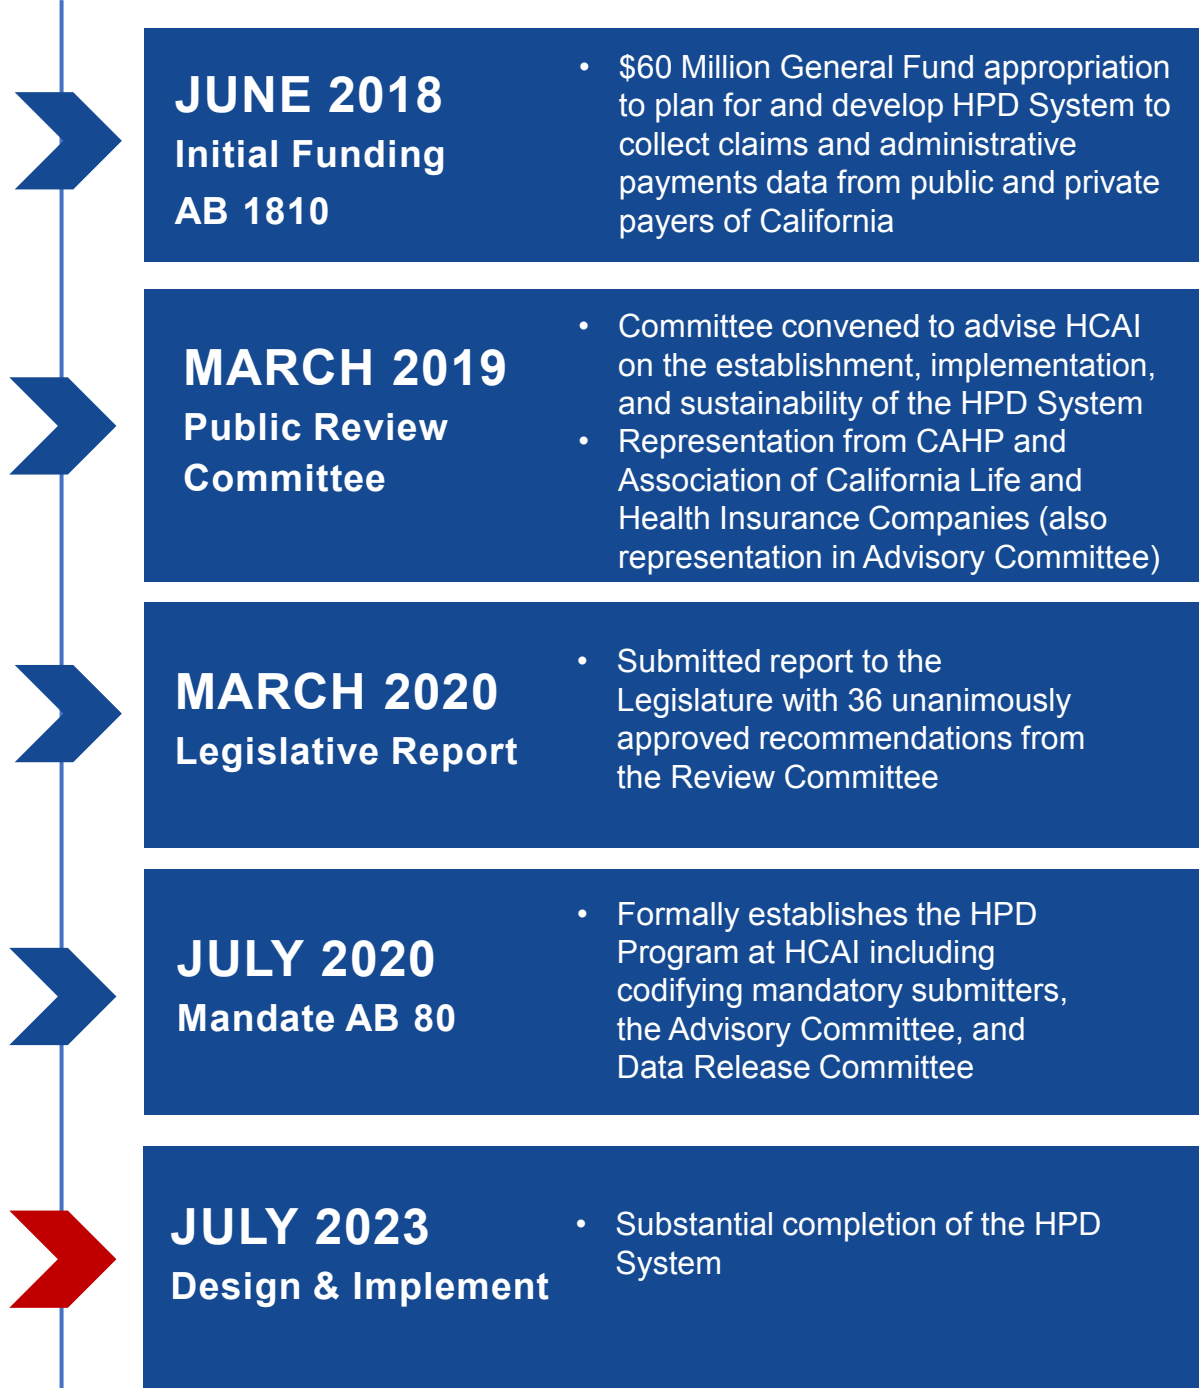 JUNE 2018
Initial Funding
AB 1810
• $60 Million General Fund appropriation
to plan for and develop HPD System to
collect claims and administrative
payments data from public and private
payers of California
MARCH 2019
Public Review
Committee
• Committee convened to advise HCAI
on the establishment, implementation,
and sustainability of the HPD System
• Representation from CAHP and
Association of California Life and
Health Insurance Companies (also
representation in Advisory Committee)
MARCH 2020
Legislative Report
• Submitted report to the
Legislature with 36 unanimously
approved recommendations from
the Review Committee
JULY 2020
Mandate AB 80
• Formally establishes the HPD
Program at HCAI including
codifying mandatory submitters,
the Advisory Committee, and
Data Release Committee
JULY 2023
Design & Implement
• Substantial completion of the HPD
System